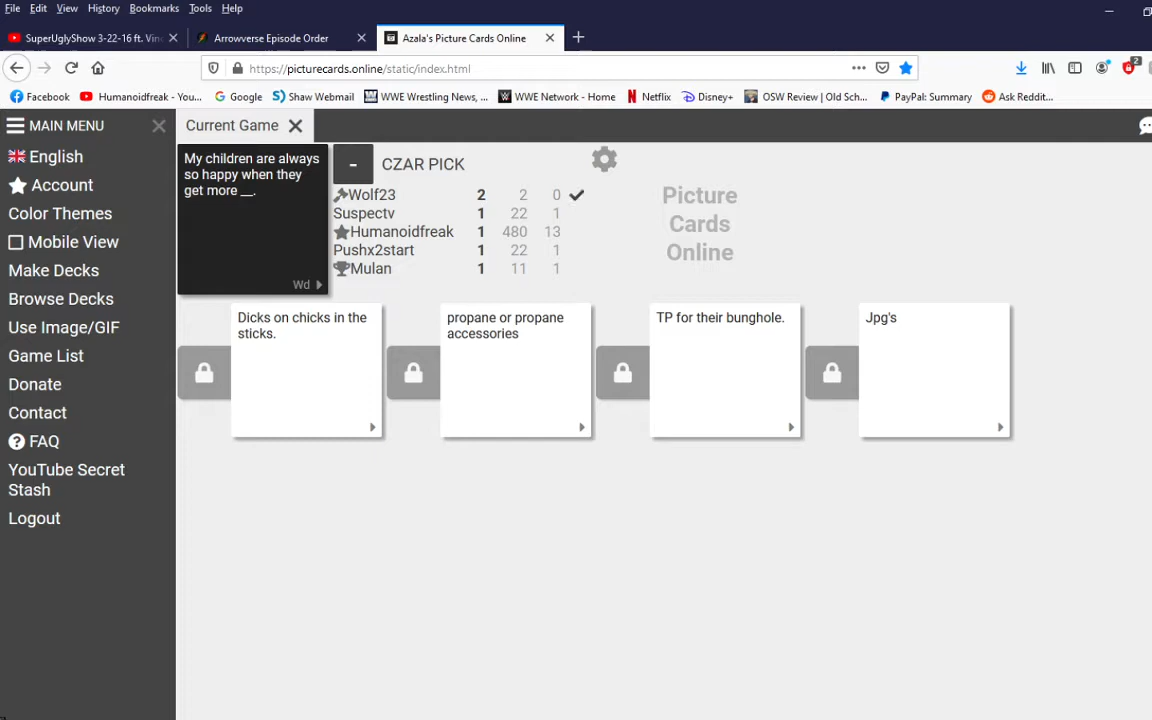 File Edit View History Bookmarks Tools Help
SuperUglyShow 3-22-16 ft. Vin
Arrowverse Episode Order
Azala's Picture Cards Online
https://picturecards.online/static/index.html
2
Facebook
Humanoidfreak - You...
Google
Shaw Webmail
WWE Wrestling News, ...
WWE Network - Home
Netflix
Disney+
OSW Review | Old Sch...
PayPal: Summary
Ask Reddit...
MAIN MENU
Current Game
English
Account
Color Themes
Mobile View
Make Decks
Browse Decks
Use Image/GIF
Game List
Donate
Contact
FAQ
YouTube Secret
Stash
Logout
My children are always
so happy when they
get more __.
Wd
-
CZAR PICK
Wolf23 2 2 0
Suspectv 1 22 1
Humanoidfreak 1 480 13
Pushx2start 1 22 1
Mulan 1 11 1
Picture
Cards
Online
Dicks on chicks in the
sticks.
propane or propane
accessories
TP for their bunghole.
Jpg's